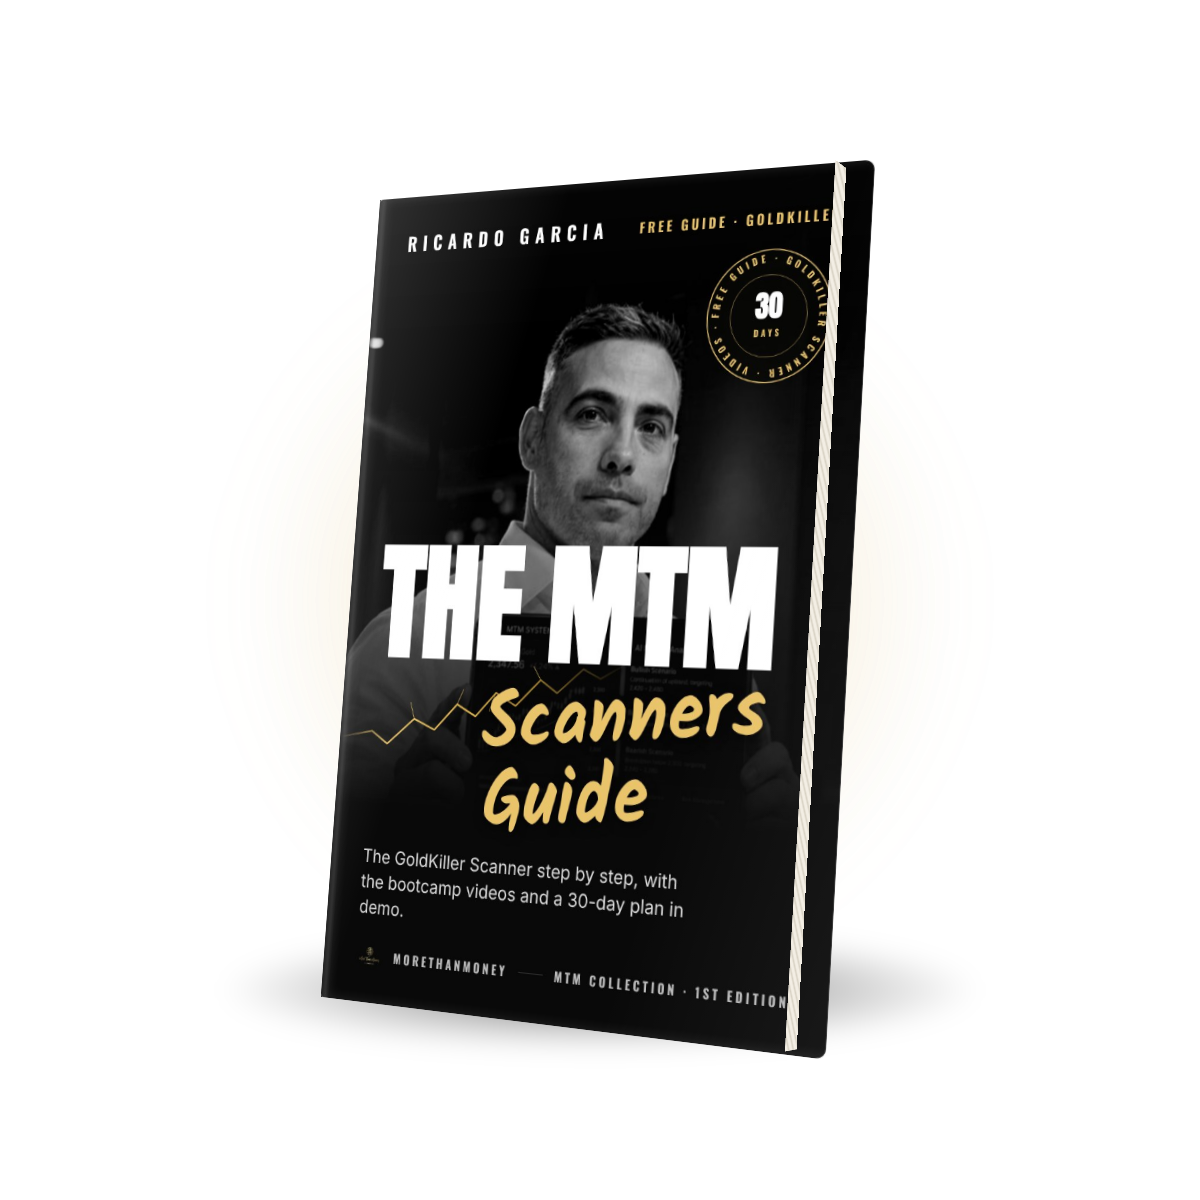 RICARDO GARCIA
FREE GUIDE · GOLDKILLE
FREE GUIDE · GOLDKILLER SCANNER · VIDEOS ·
30
DAYS
THE MTM
Scanners
Guide
The GoldKiller Scanner step by step, with
the bootcamp videos and a 30-day plan in
demo.
MORETHANMONEY
MTM COLLECTION · 1ST EDITION